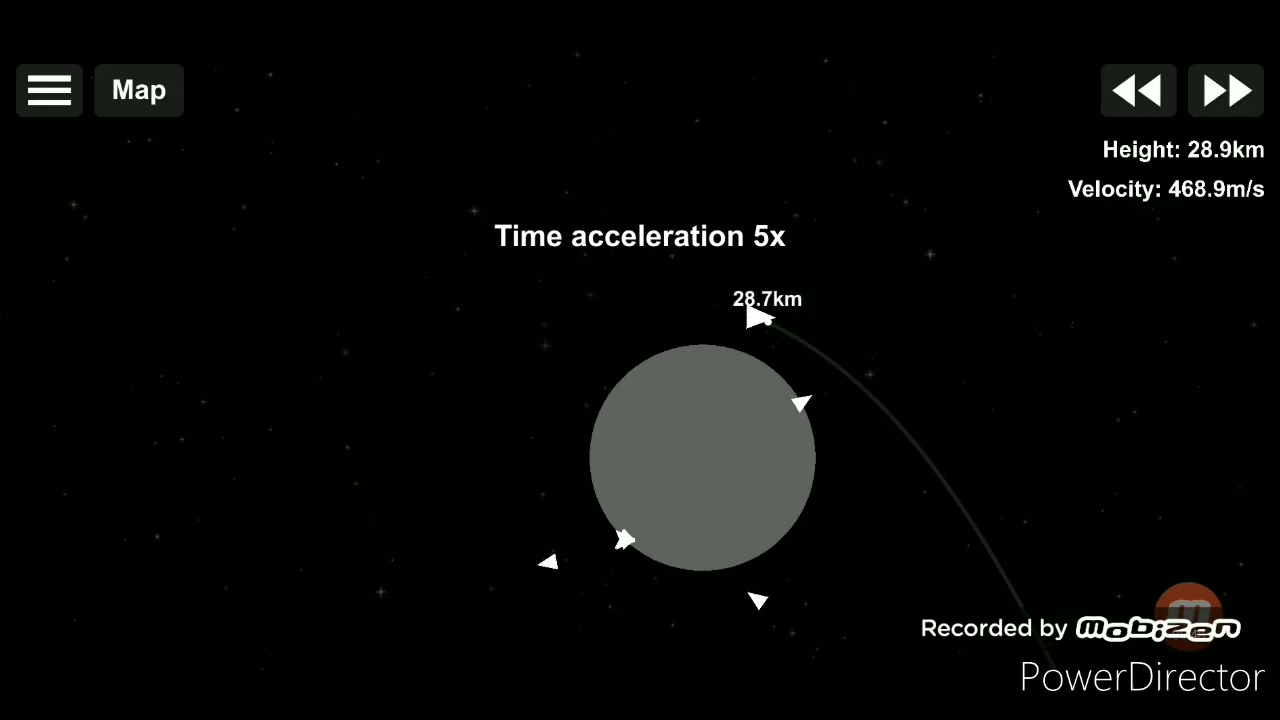 Map
Height: 28.9km
Velocity: 468.9m/s
Time acceleration 5x
28.7km
Recorded by mobizen
PowerDirector